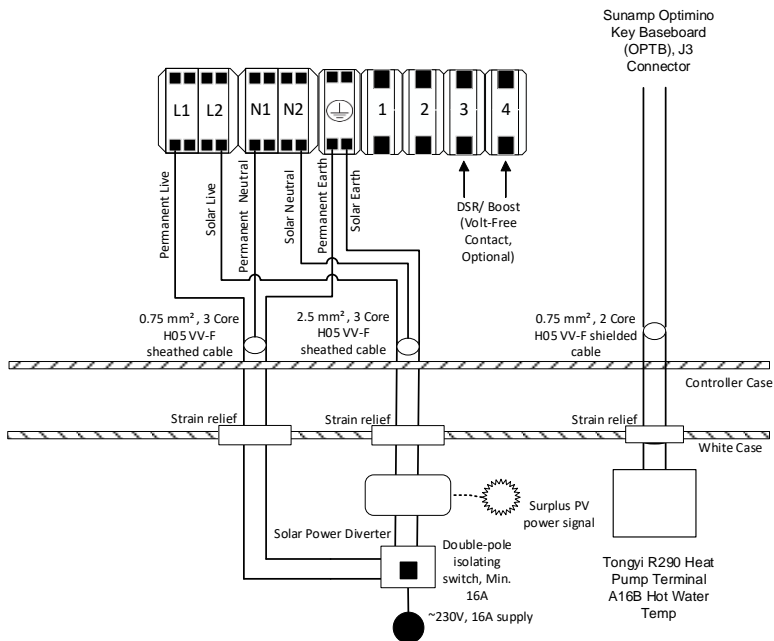 Sunamp Optimino
Key Baseboard
(OPTB), J3
Connector
L1
L2
N1
N2
1
2
3
4
Permanent Live
Solar Live
Permanent Neutral
Solar Neutral
Permanent Earth
Solar Earth
DSR/ Boost
(Volt-Free
Contact,
Optional)
0.75 mm², 3 Core
H05 VV-F
sheathed cable
2.5 mm², 3 Core
H05 VV-F
sheathed cable
0.75 mm², 2 Core
H05 VV-F shielded
cable
Controller Case
Strain relief
Strain relief
Strain relief
White Case
Surplus PV
power signal
Solar Power Diverter
Double-pole
isolating
switch, Min.
16A
~230V, 16A supply
Tongyi R290 Heat
Pump Terminal
A16B Hot Water
Temp